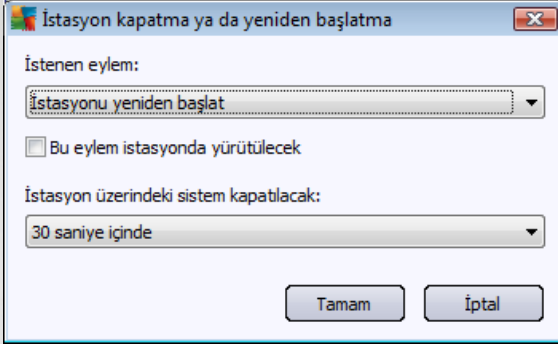 İstasyon kapatma ya da yeniden başlatma
İstenen eylem:
İstasyonu yeniden başlat
Bu eylem istasyonda yürütülecek
İstasyon üzerindeki sistem kapatılacak:
30 saniye içinde
Tamam
İptal